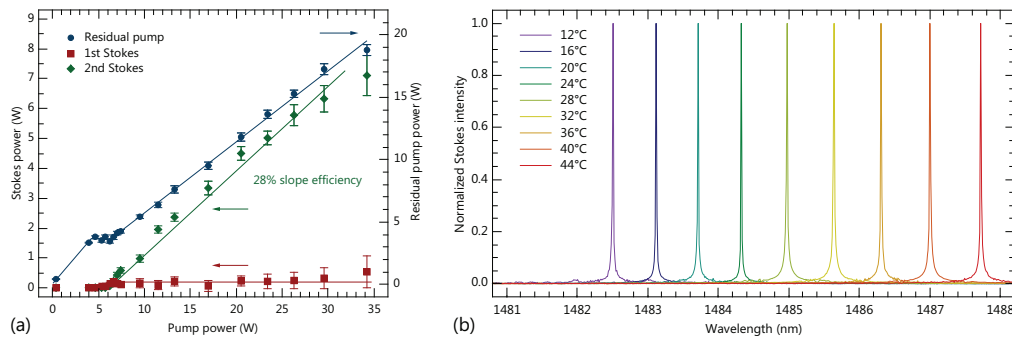 9
8
7
6
5
4
3
2
1
0
Stokes power (W)
Residual pump
1st Stokes
2nd Stokes
28% slope efficiency
20
15
10
5
0
Residual pump power (W)
0 5 10 15 20 25 30 35
Pump power (W)
(a)
1.0
0.8
0.6
0.4
0.2
0.0
Normalized Stokes intensity
12°C
16°C
20°C
24°C
28°C
32°C
36°C
40°C
44°C
1481 1482 1483 1484 1485 1486 1487 1488
Wavelength (nm)
(b)